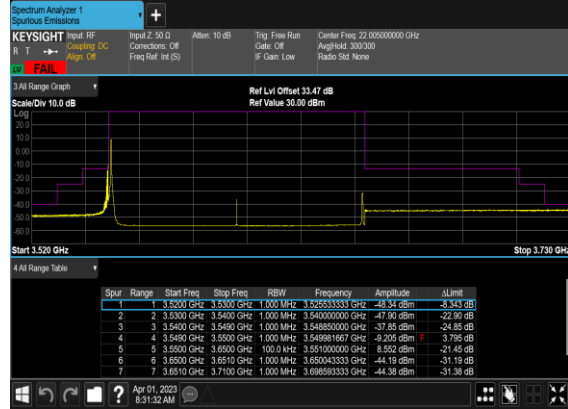 Spectrum Analyzer 1
Spurious Emissions
+
KEYSIGHT
R T
LW FAIL
Input: RF
Coupling: DC
Align: Off
Input Z: 50 Ω
Corrections: Off
Freq Ref: Int (S)
Atten: 10 dB
Trig: Free Run
Gate: Off
IF Gain: Low
Center Freq: 22.005000000 GHz
Avg|Hold: 300/300
Radio Std: None
3 All Range Graph
Scale/Div 10.0 dB
Ref Lvl Offset 33.47 dB
Ref Value 30.00 dBm
Log
20.0
10.0
0.00
-10.0
-20.0
-30.0
-40.0
-50.0
-60.0
Start 3.520 GHz
Stop 3.730 GHz
4 All Range Table
Spur Range Start Freq Stop Freq RBW Frequency Amplitude ΔLimit
1 1 3.5200 GHz 3.5300 GHz 1.000 MHz 3.525533333 GHz -48.34 dBm -8.343 dB
2 2 3.5300 GHz 3.5400 GHz 1.000 MHz 3.540000000 GHz -47.90 dBm -22.90 dB
3 3 3.5400 GHz 3.5490 GHz 1.000 MHz 3.548850000 GHz -37.85 dBm -24.85 dB
4 4 3.5490 GHz 3.5500 GHz 1.000 MHz 3.549981667 GHz -9.205 dBm F 3.795 dB
5 5 3.5500 GHz 3.6500 GHz 100.0 kHz 3.551000000 GHz 8.552 dBm -21.45 dB
6 6 3.6500 GHz 3.6510 GHz 1.000 MHz 3.650043333 GHz -44.19 dBm -31.19 dB
7 7 3.6510 GHz 3.7100 GHz 1.000 MHz 3.698593333 GHz -44.38 dBm -31.38 dB
?
Apr 01, 2023
8:31:32 AM